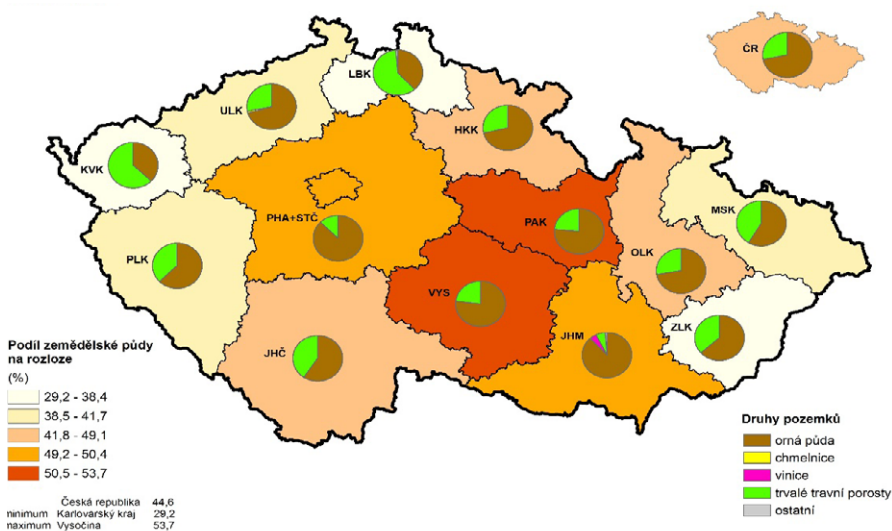 ČR
LBK
ULK
HKK
KVK
PHA+STČ
PAK
MSK
PLK
OLK
VYS
ZLK
JHČ
JHM
Podíl zemědělské půdy
na rozloze
(%)
29,2 - 38,4
38,5 - 41,7
41,8 - 49,1
49,2 - 50,4
50,5 - 53,7
Česká republika 44,6
minimum Karlovarský kraj 29,2
maximum Vysočina 53,7
Druhy pozemků
orná půda
chmelnice
vinice
trvalé travní porosty
ostatní